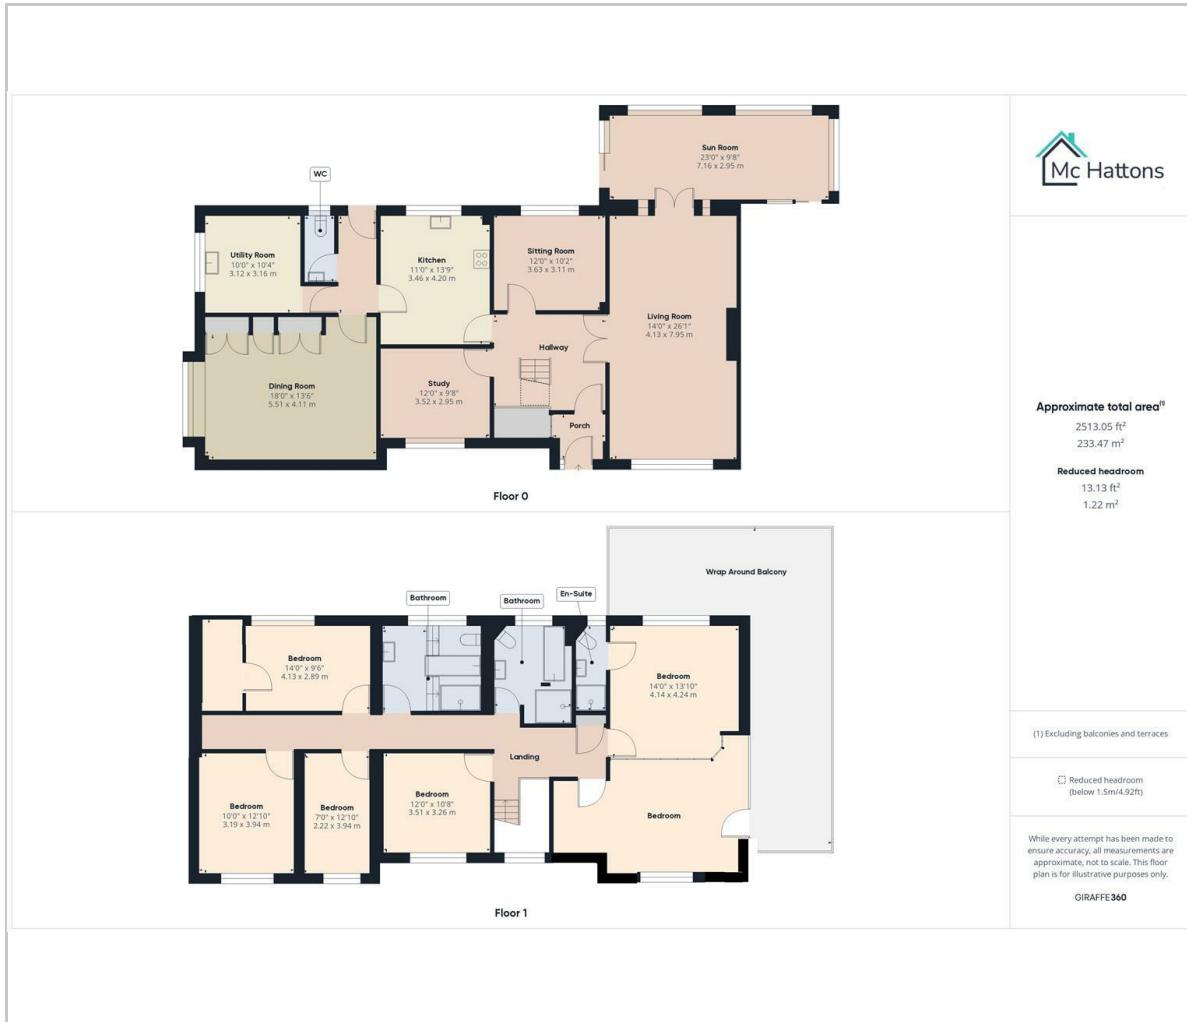 Sun Room
23'0" x 9'8"
7.16 x 2.95 m
WC
Utility Room
10'0" x 10'4"
3.12 x 3.16 m
Kitchen
11'0" x 13'9"
3.46 x 4.20 m
Sitting Room
12'0" x 10'2"
3.63 x 3.11 m
Living Room
14'0" x 26'1"
4.13 x 7.95 m
Hallway
Dining Room
18'0" x 13'6"
5.51 x 4.11 m
Study
12'0" x 9'8"
3.52 x 2.95 m
Porch
Floor 0
Wrap Around Balcony
Bathroom
Bathroom
En-Suite
Bedroom
14'0" x 9'6"
4.13 x 2.89 m
Bedroom
14'0" x 13'10"
4.14 x 4.24 m
Landing
Bedroom
10'0" x 12'10"
3.19 x 3.94 m
Bedroom
7'0" x 12'10"
2.22 x 3.94 m
Bedroom
12'0" x 10'8"
3.51 x 3.26 m
Bedroom
Floor 1
Mc Hattons
Approximate total area⁽¹⁾
2513.05 ft²
233.47 m²
Reduced headroom
13.13 ft²
1.22 m²
(1) Excluding balconies and terraces
Reduced headroom
(below 1.5m/4.92ft)
While every attempt has been made to
ensure accuracy, all measurements are
approximate, not to scale. This floor
plan is for illustrative purposes only.
GIRAFFE360